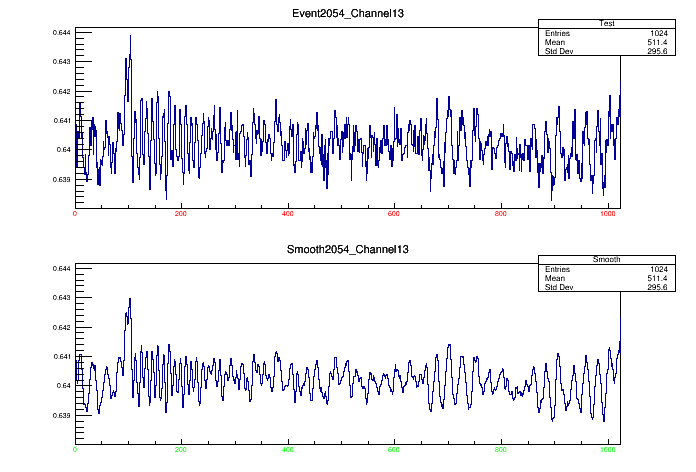 Event2054_Channel13
Test
Entries 1024
Mean 511.4
Std Dev 295.6
0.644
0.643
0.642
0.641
0.64
0.639
0 200 400 600 800 1000
Smooth2054_Channel13
Smooth
Entries 1024
Mean 511.4
Std Dev 295.6
0.644
0.643
0.642
0.641
0.64
0.639
0 200 400 600 800 1000